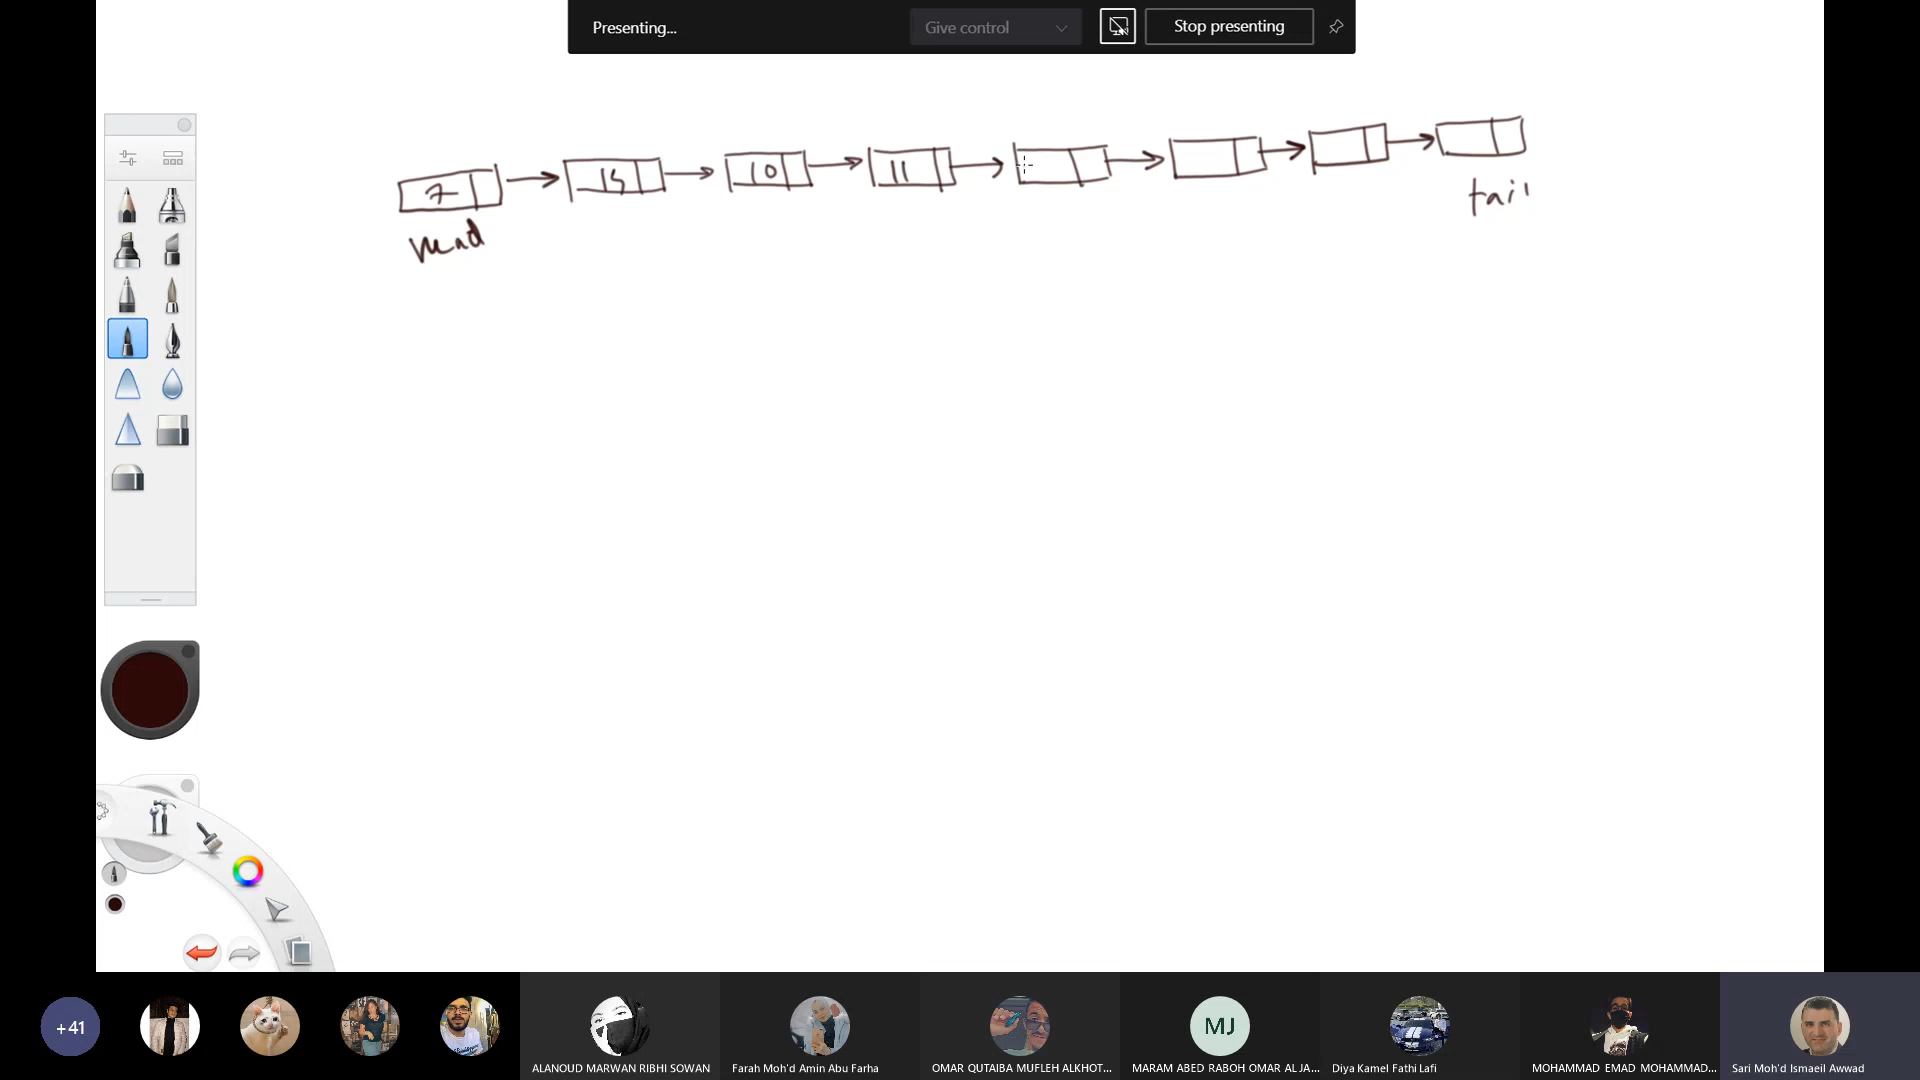 Presenting...
Give control
Stop presenting
7 15 10 11
head
tail
+41
MJ
ALANOUD MARWAN RIBHI SOWAN
Farah Moh'd Amin Abu Farha
OMAR QUTAIBA MUFLEH ALKHOT...
MARAM ABED RABOH OMAR AL JA...
Diya Kamel Fathi Lafi
MOHAMMAD EMAD MOHAMMAD...
Sari Moh'd Ismaeil Awwad